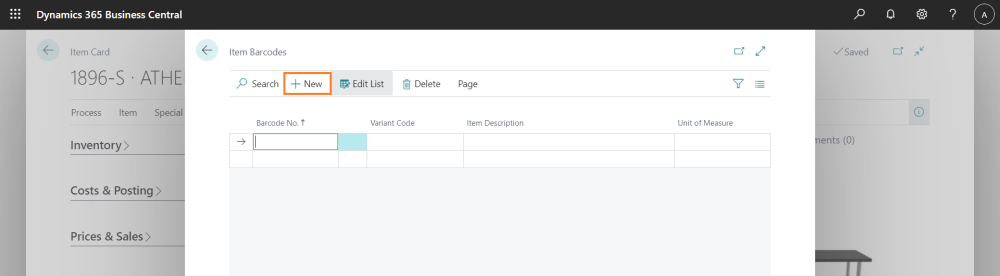 Dynamics 365 Business Central
A
Item Card
Saved
1896-S · ATHE
Process Item Special
Inventory
Costs & Posting
Prices & Sales
ments (0)
Item Barcodes
Search New Edit List Delete Page
Barcode No. ↑ Variant Code Item Description Unit of Measure